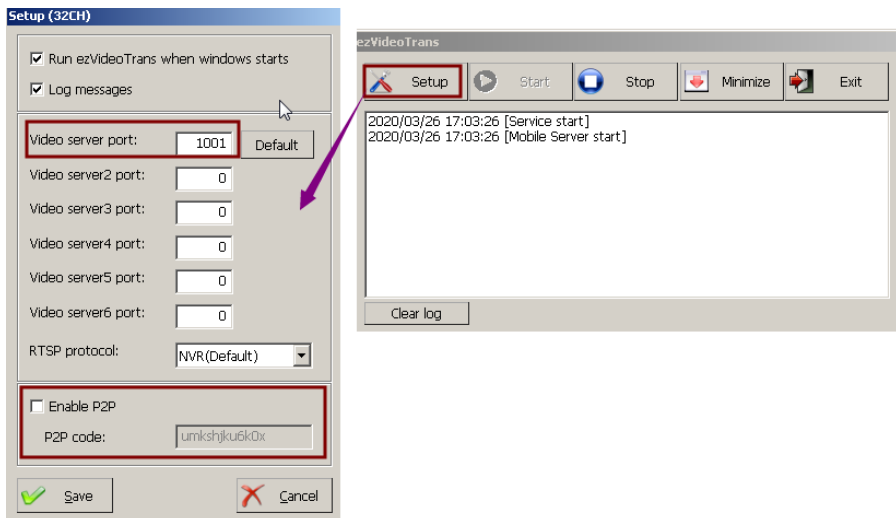 Setup (32CH)
Run ezVideoTrans when windows starts
Log messages
Video server port: 1001 Default
Video server2 port: 0
Video server3 port: 0
Video server4 port: 0
Video server5 port: 0
Video server6 port: 0
RTSP protocol: NVR(Default)
Enable P2P
P2P code: umkshjku6k0x
Save Cancel
ezVideoTrans
Setup Start Stop Minimize Exit
2020/03/26 17:03:26 [Service start]
2020/03/26 17:03:26 [Mobile Server start]
Clear log